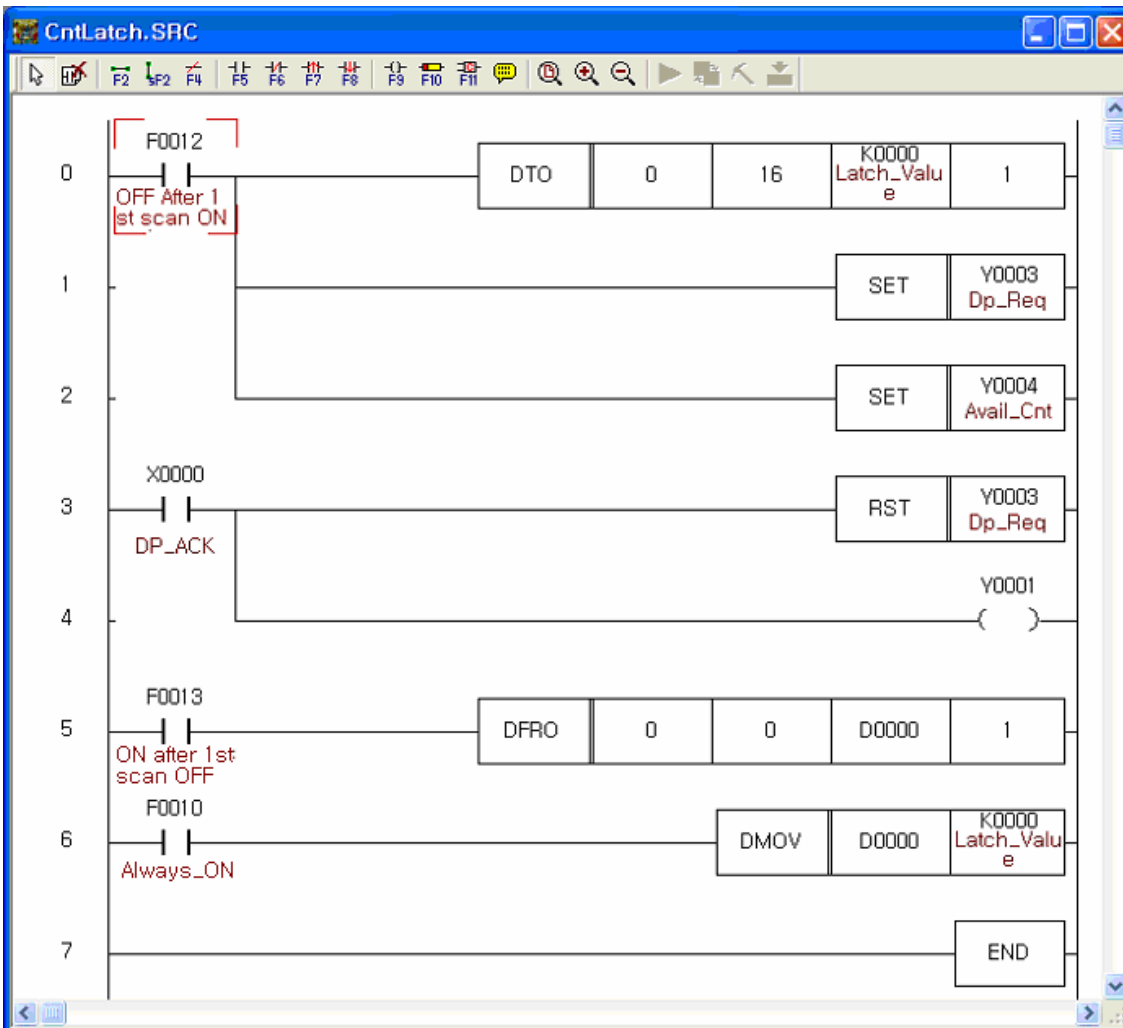 CntLatch.SRC
F2 sF2 F4 F5 F6 F7 F8 F9 F10 F11
F0012
0 DTO 0 16 K0000 1
Latch_Valu
e
OFF After 1
st scan ON
1 SET Y0003
Dp_Req
2 SET Y0004
Avail_Cnt
X0000
3 RST Y0003
Dp_Req
DP_ACK
Y0001
4 ( )
F0013
5 DFRO 0 0 D0000 1
ON after 1st
scan OFF
F0010
6 DMOV D0000 K0000
Latch_Valu
e
Always_ON
7 END